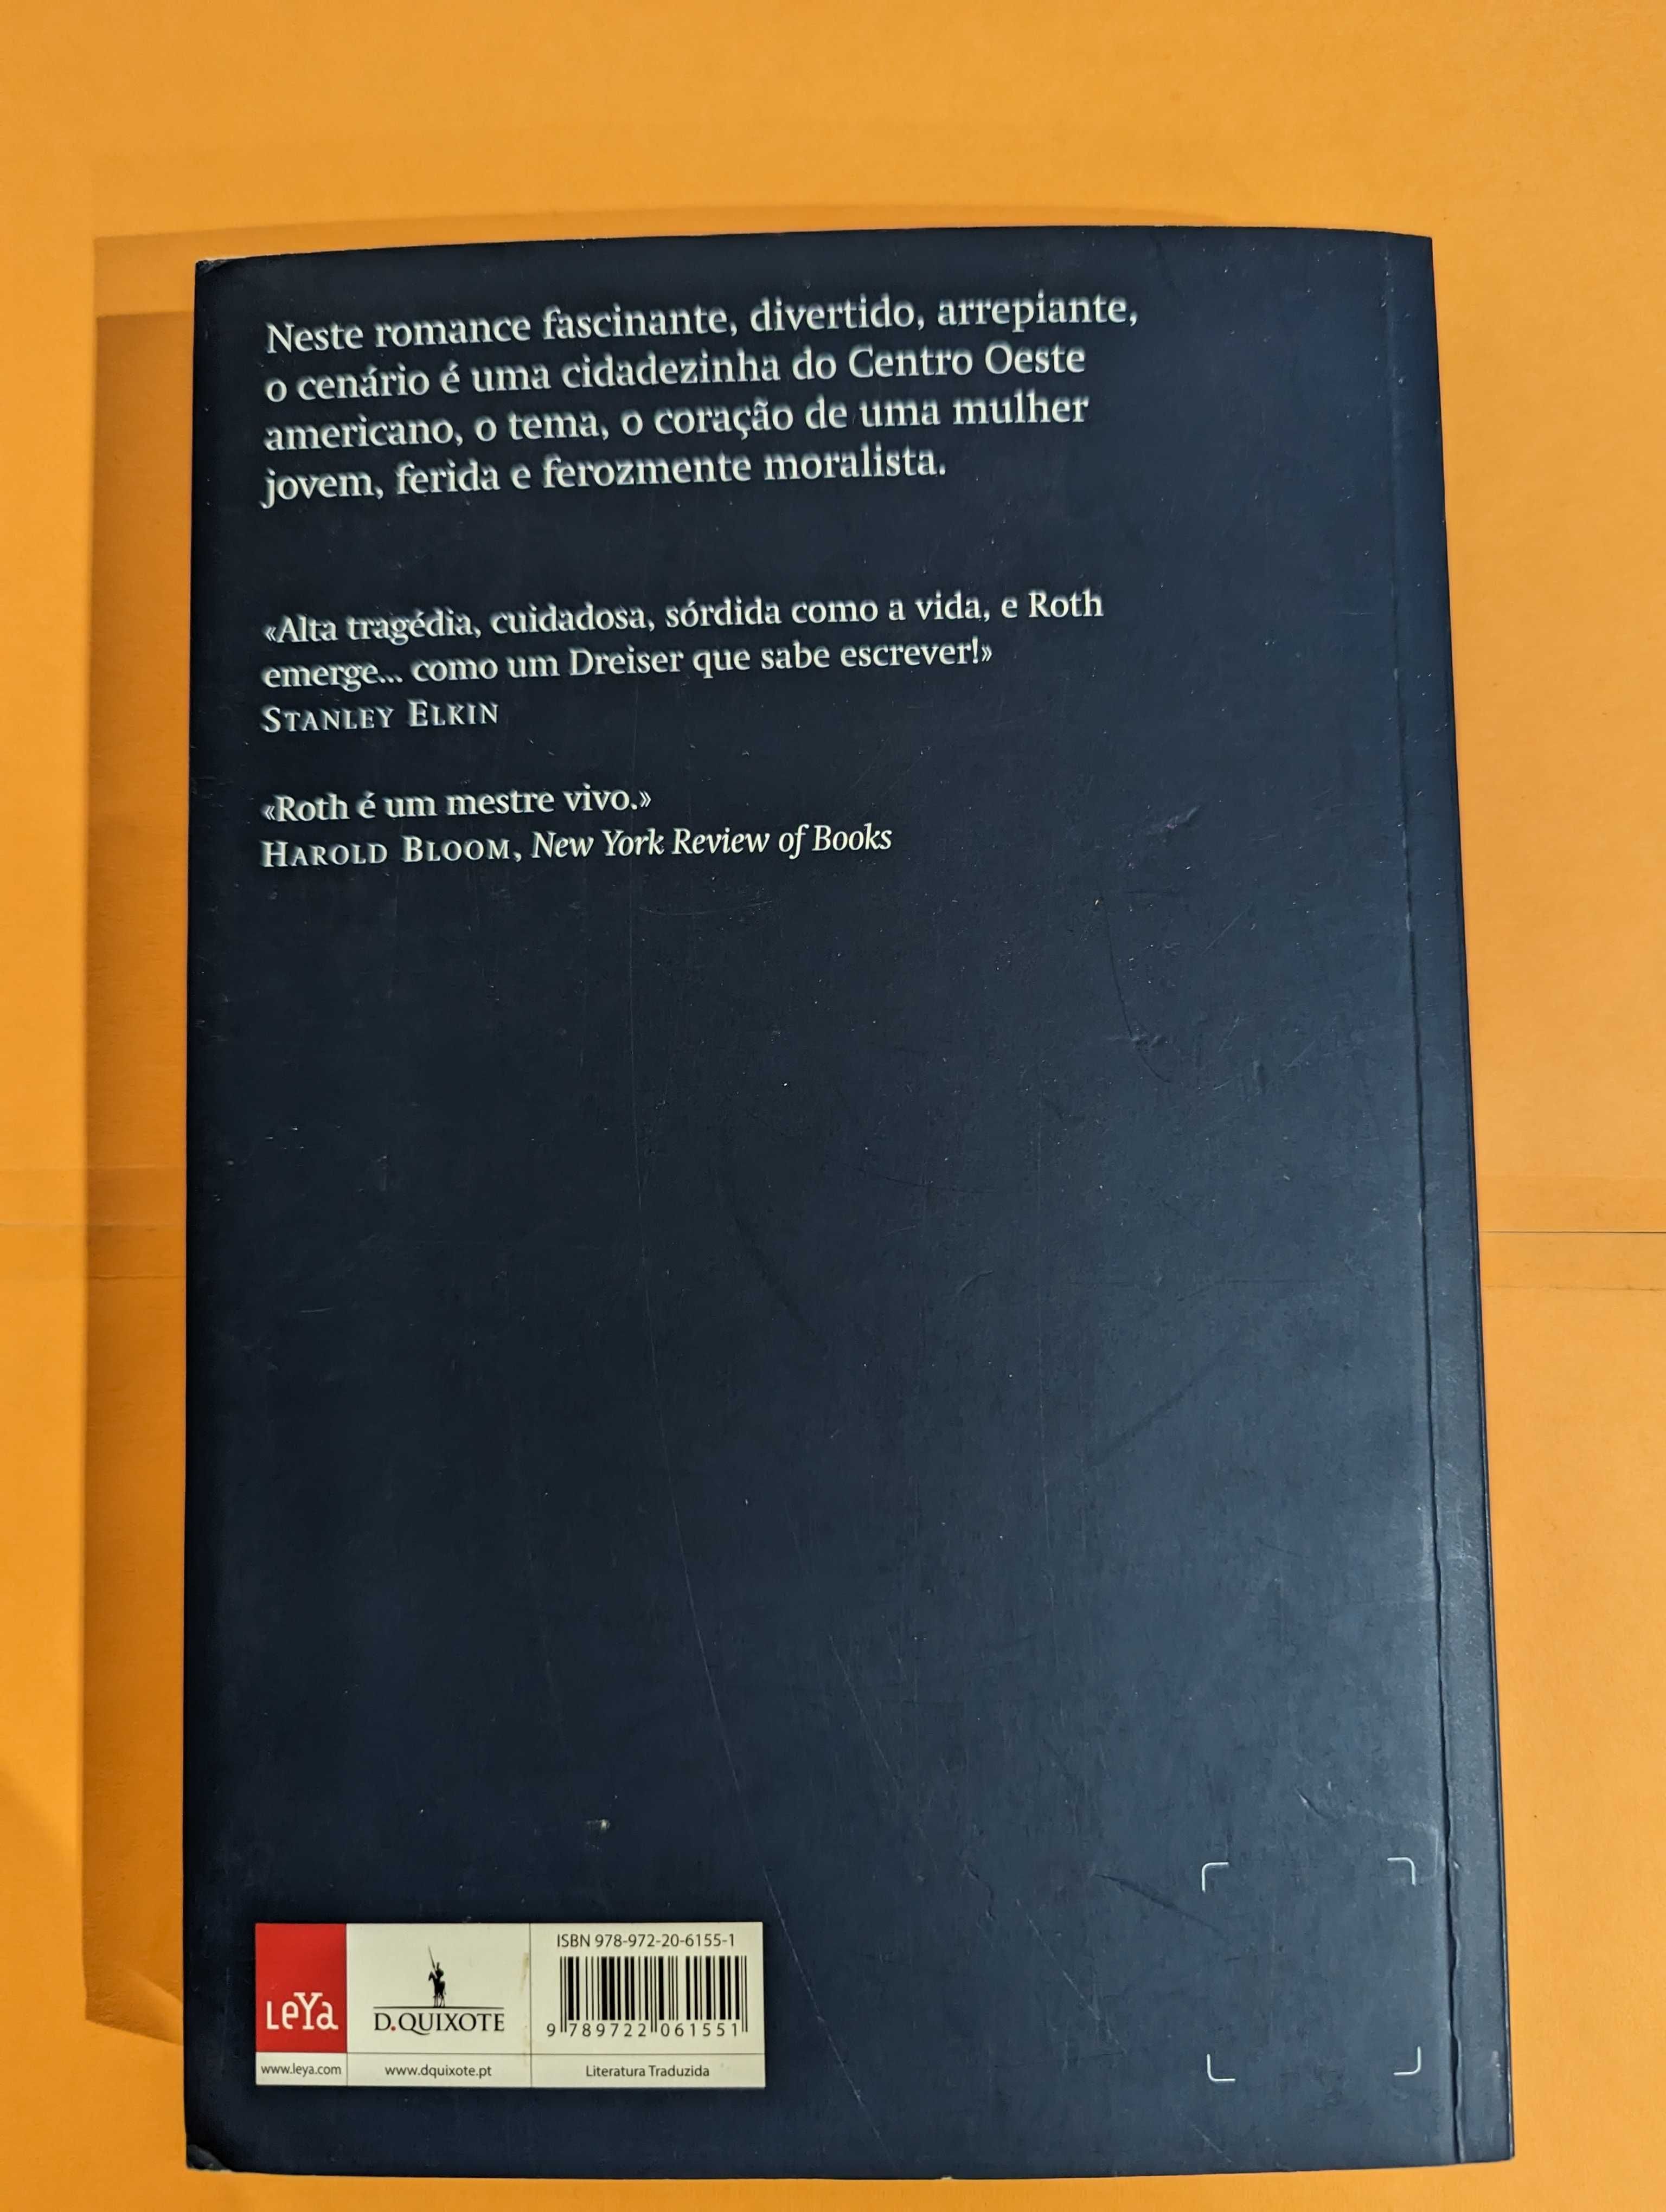 Neste romance fascinante, divertido, arrepiante,
o cenário é uma cidadezinha do Centro Oeste
americano, o tema, o coração de uma mulher
jovem, ferida e ferozmente moralista.
«Alta tragédia, cuidadosa, sórdida como a vida, e Roth
emerge... como um Dreiser que sabe escrever!»
STANLEY ELKIN
«Roth é um mestre vivo.»
HAROLD BLOOM, New York Review of Books
LeYa
www.leya.com
D.QUIXOTE
www.dquixote.pt
ISBN 978-972-20-6155-1
9 789722 061551
Literatura Traduzida